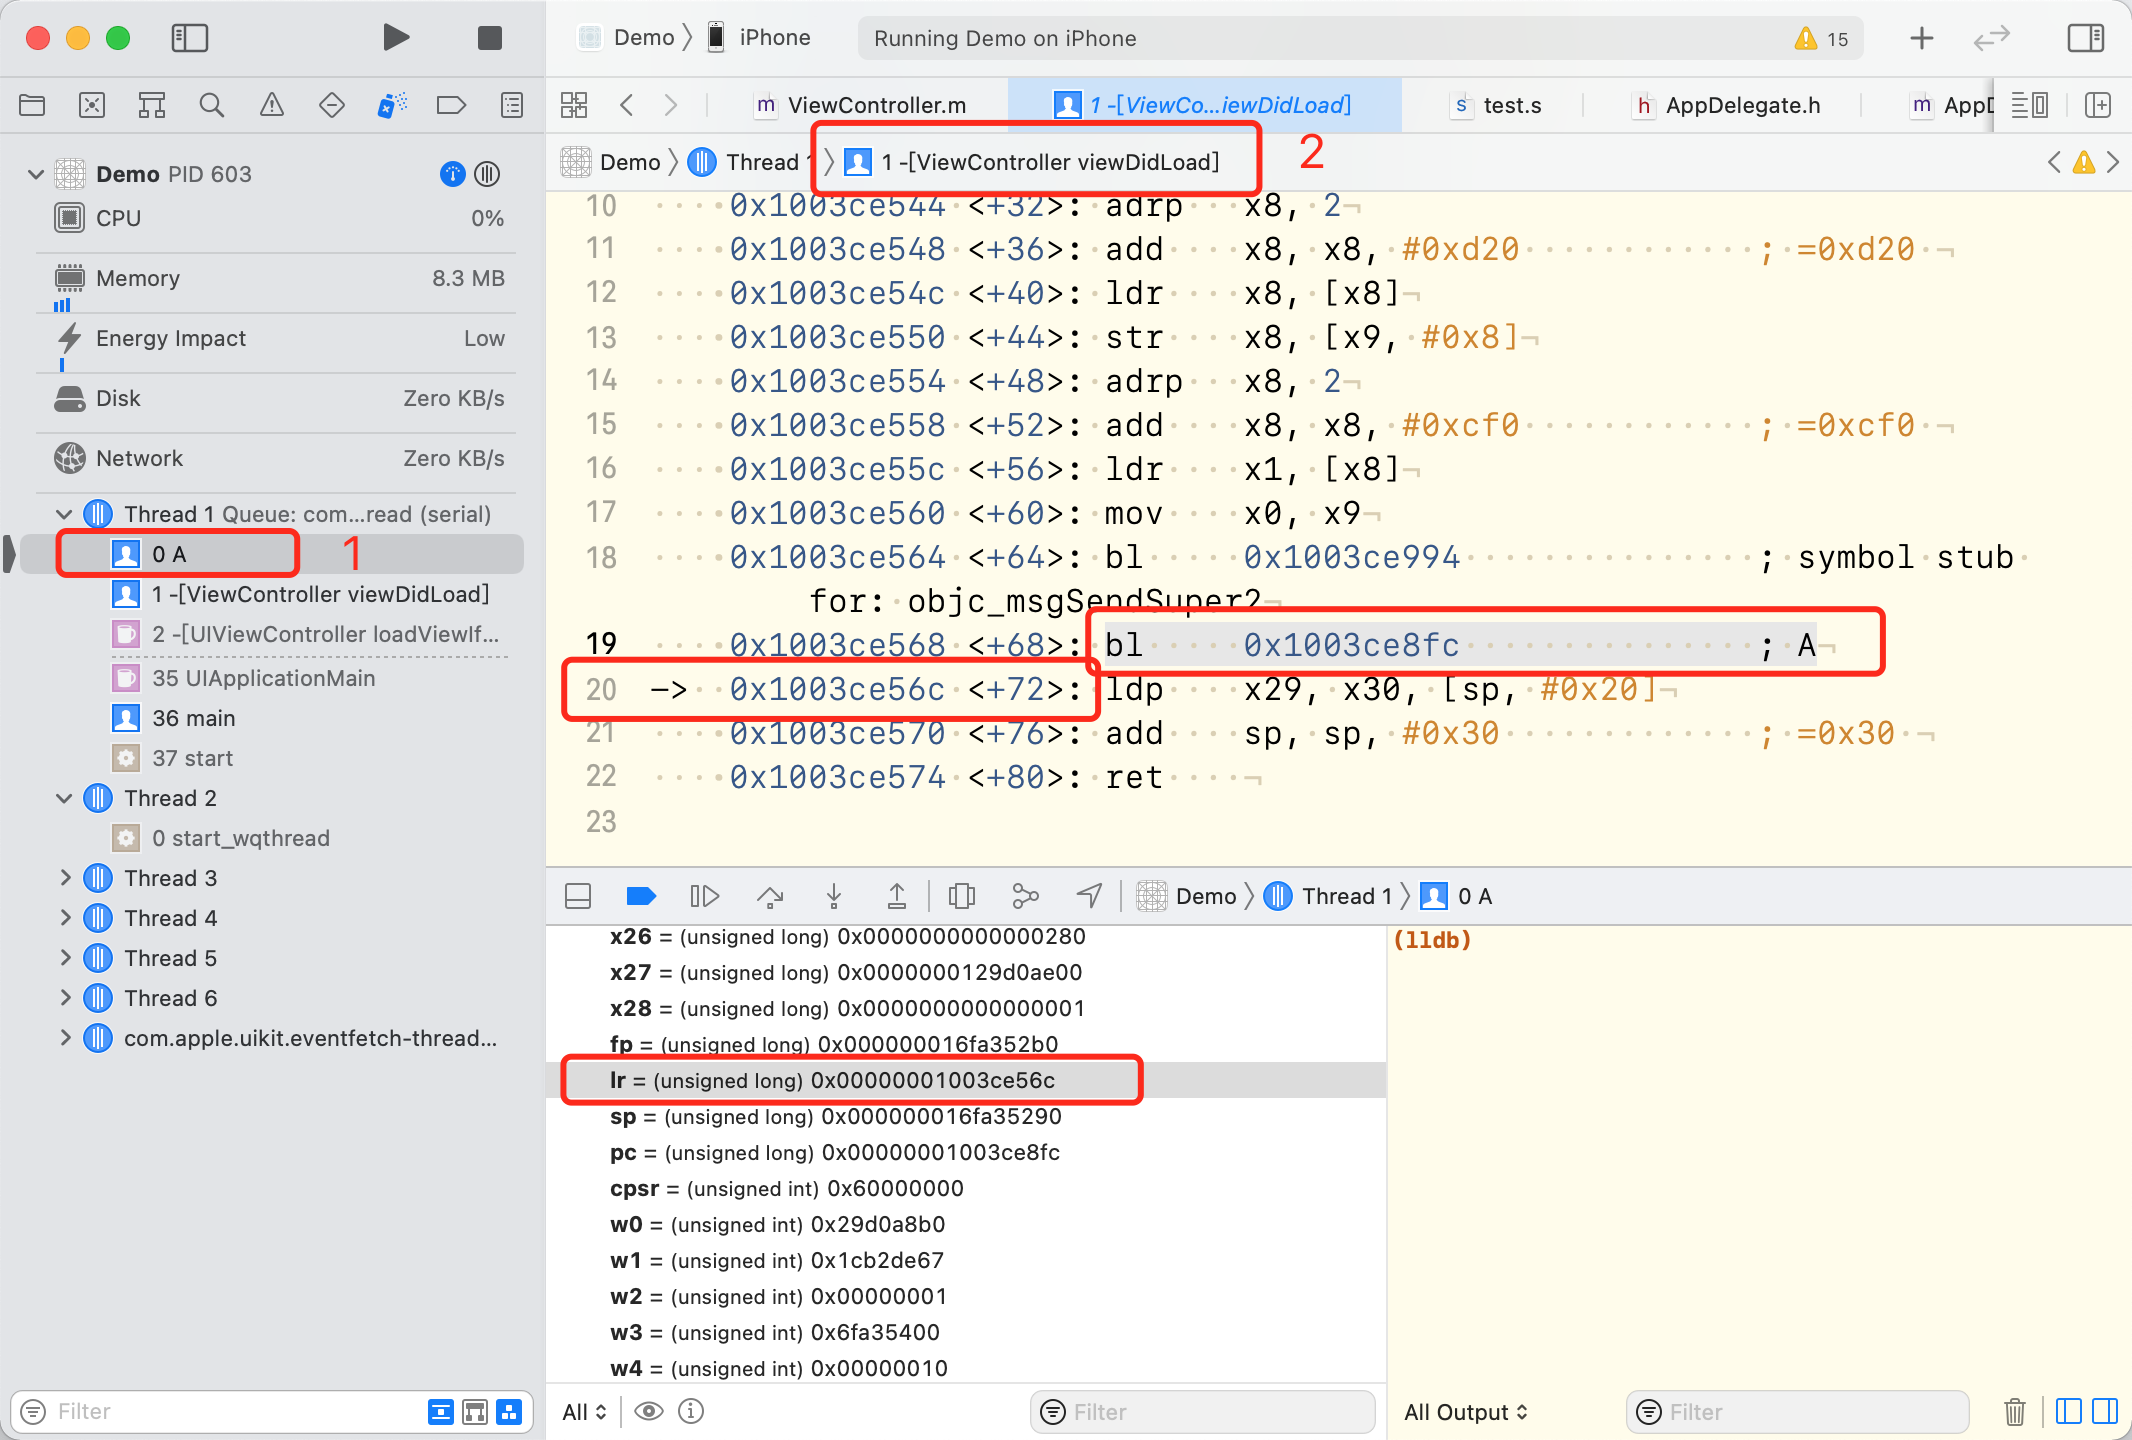 Demo iPhone
Running Demo on iPhone 15
ViewController.m 1 -[ViewCo...iewDidLoad] test.s AppDelegate.h
Demo PID 603
CPU 0%
Memory 8.3 MB
Energy Impact Low
Disk Zero KB/s
Network Zero KB/s
Thread 1 Queue: com...read (serial)
0 A 1
1 -[ViewController viewDidLoad]
2 -[UIViewController loadViewIf...
35 UIApplicationMain
36 main
37 start
Thread 2
0 start_wqthread
Thread 3
Thread 4
Thread 5
Thread 6
com.apple.uikit.eventfetch-thread...
Filter
Demo Thread 1 -[ViewController viewDidLoad] 2
10 0x1003ce544 <+32>: adrp x8, 2
11 0x1003ce548 <+36>: add x8, x8, #0xd20 ; =0xd20
12 0x1003ce54c <+40>: ldr x8, [x8]
13 0x1003ce550 <+44>: str x8, [x9, #0x8]
14 0x1003ce554 <+48>: adrp x8, 2
15 0x1003ce558 <+52>: add x8, x8, #0xcf0 ; =0xcf0
16 0x1003ce55c <+56>: ldr x1, [x8]
17 0x1003ce560 <+60>: mov x0, x9
18 0x1003ce564 <+64>: bl 0x1003ce994 ; symbol stub
for: objc_msgSendSuper2
19 0x1003ce568 <+68>: bl 0x1003ce8fc ; A
20 -> 0x1003ce56c <+72>: ldp x29, x30, [sp, #0x20]
21 0x1003ce570 <+76>: add sp, sp, #0x30 ; =0x30
22 0x1003ce574 <+80>: ret
23
Demo Thread 1 0 A
x26 = (unsigned long) 0x0000000000000280
x27 = (unsigned long) 0x0000000129d0ae00
x28 = (unsigned long) 0x0000000000000001
fp = (unsigned long) 0x000000016fa352b0
lr = (unsigned long) 0x00000001003ce56c
sp = (unsigned long) 0x000000016fa35290
pc = (unsigned long) 0x00000001003ce8fc
cpsr = (unsigned int) 0x60000000
w0 = (unsigned int) 0x29d0a8b0
w1 = (unsigned int) 0x1cb2de67
w2 = (unsigned int) 0x00000001
w3 = (unsigned int) 0x6fa35400
w4 = (unsigned int) 0x00000010
All Filter
(lldb)
All Output Filter